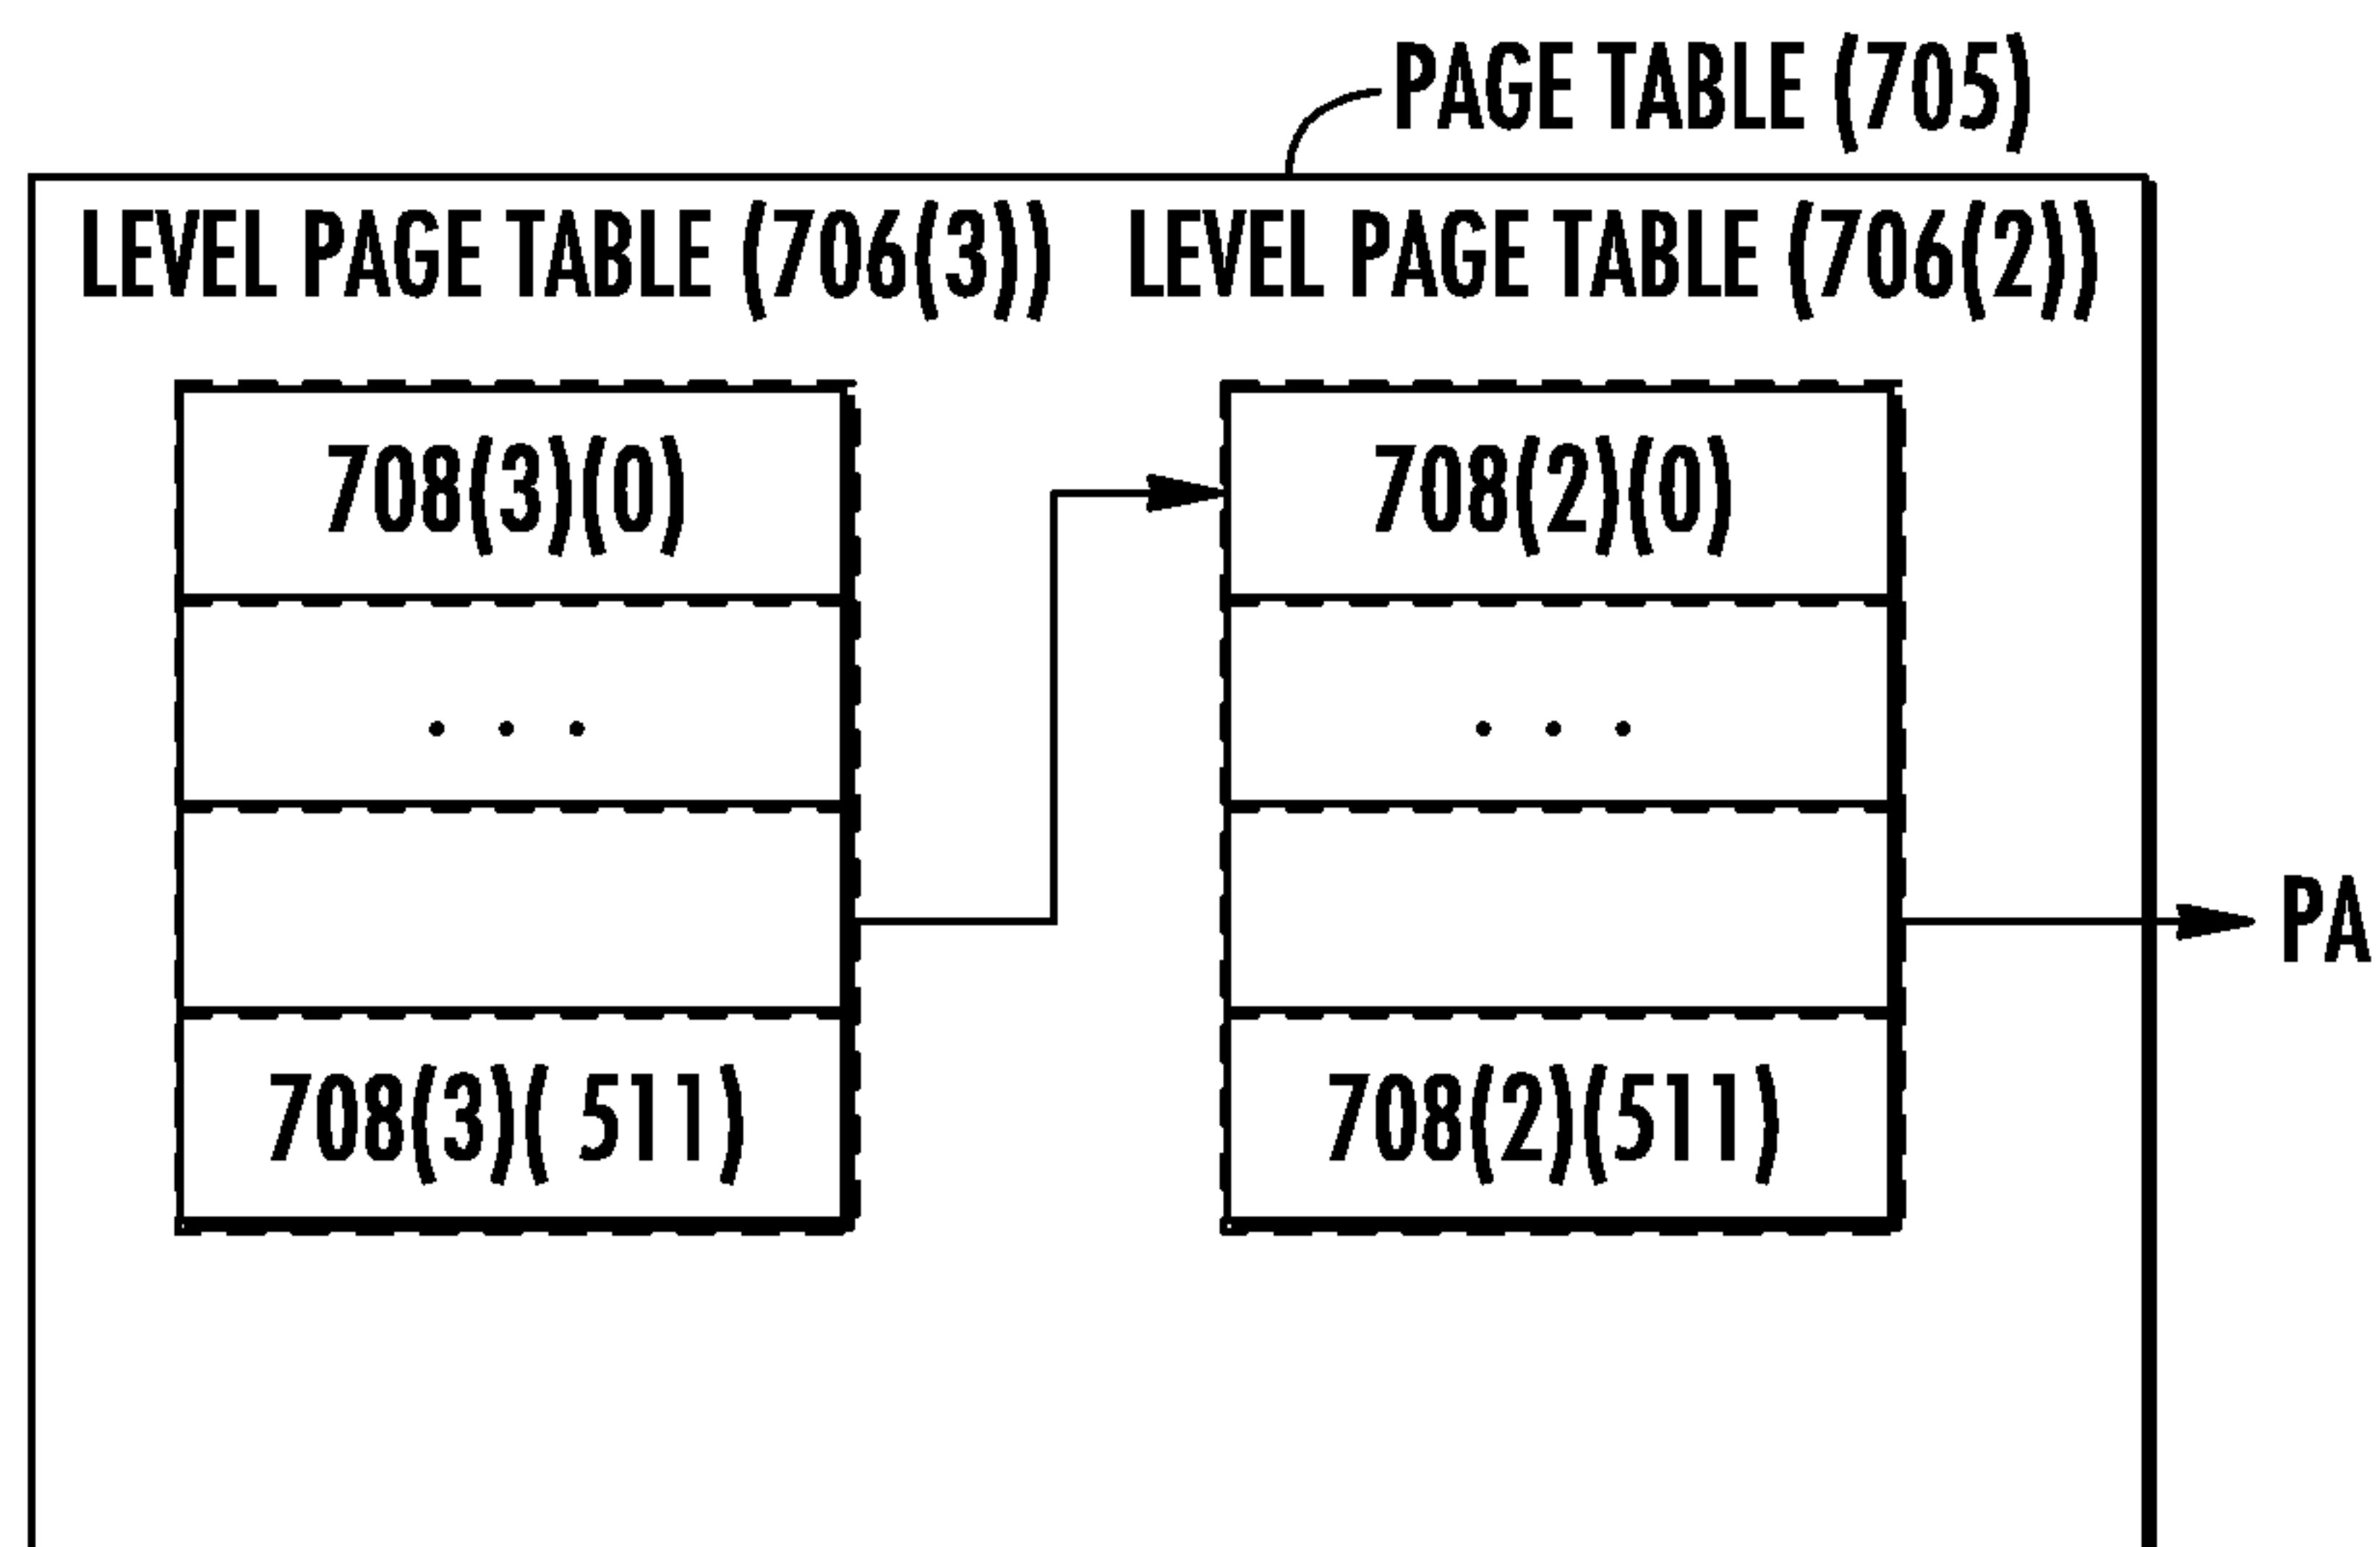 PAGE TABLE (705)
LEVEL PAGE TABLE (706(3)) LEVEL PAGE TABLE (706(2))
708(3)(0) 708(2)(0)
. . . . . .
PA
708(3)( 511) 708(2)(511)